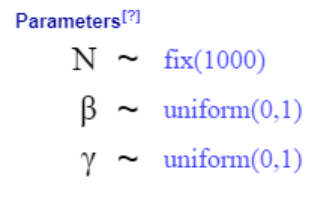 Parameters[?]
N ~ fix(1000)
β ~ uniform(0,1)
γ ~ uniform(0,1)